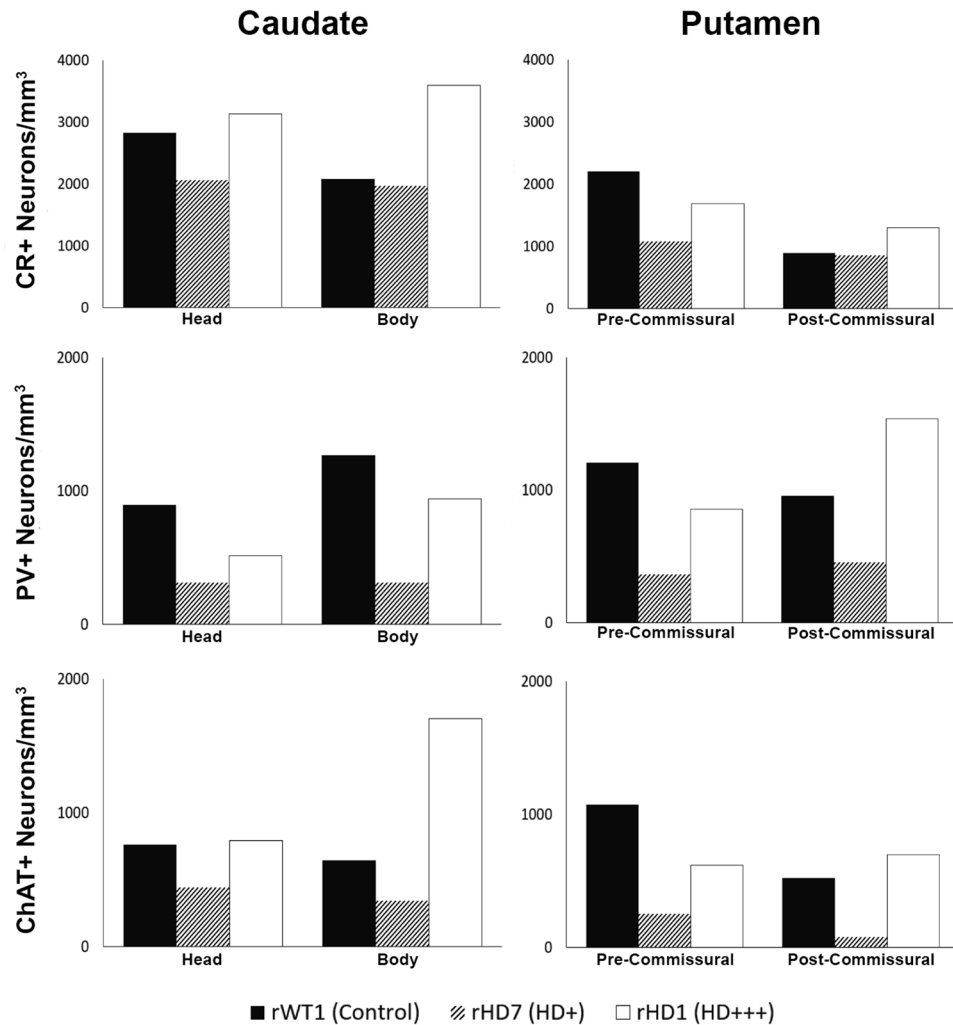 Caudate
Putamen
CR+ Neurons/mm³
4000
3000
2000
1000
0
Head
Body
4000
3000
2000
1000
0
Pre-Commissural
Post-Commissural
PV+ Neurons/mm³
2000
1000
0
Head
Body
2000
1000
0
Pre-Commissural
Post-Commissural
ChAT+ Neurons/mm³
2000
1000
0
Head
Body
2000
1000
0
Pre-Commissural
Post-Commissural
rWT1 (Control) rHD7 (HD+) rHD1 (HD+++)